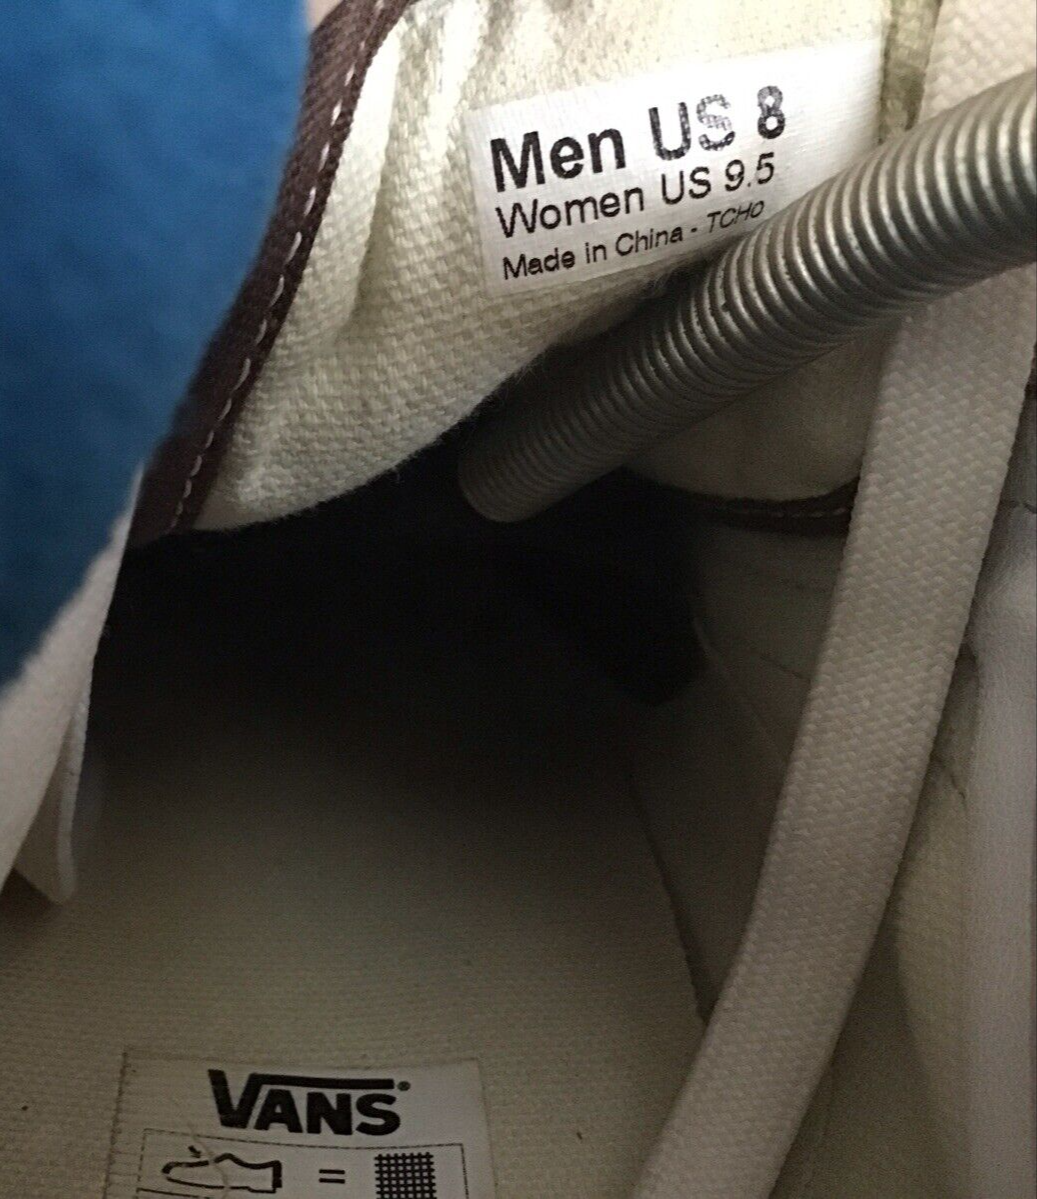 Men US 8
Women US 9.5
Made in China - TCHO
VANS®
=